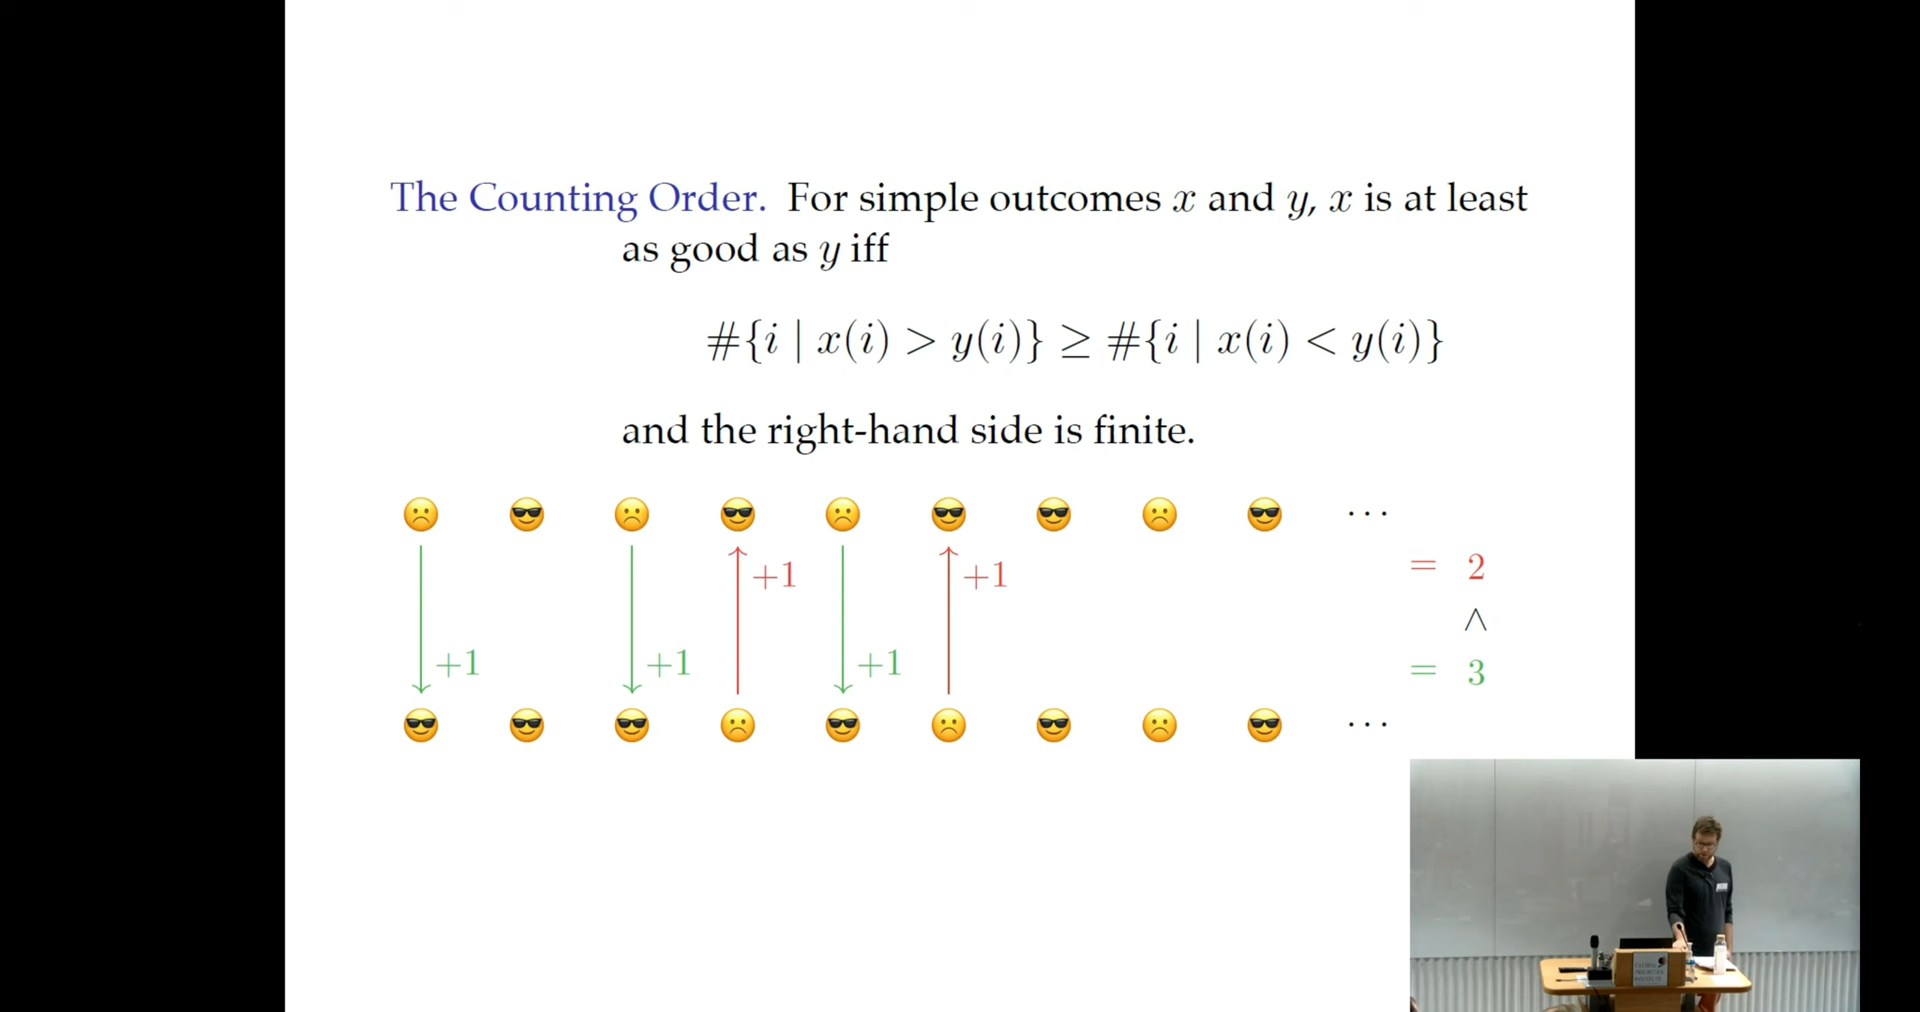 The Counting Order. For simple outcomes x and y, x is at least
as good as y iff
#{i | x(i) > y(i)} ≥ #{i | x(i) < y(i)}
and the right-hand side is finite.
· · ·
= 2
+1 +1
∧
+1 +1 +1
= 3
· · ·